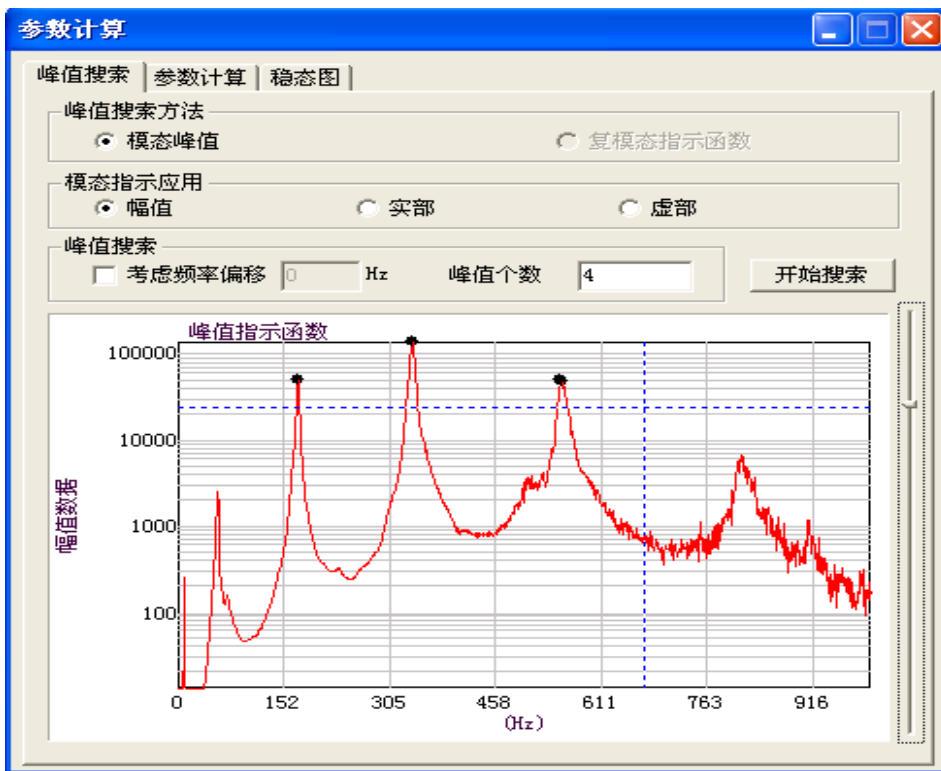 参数计算
峰值搜索 参数计算 稳态图
峰值搜索方法
模态峰值 复模态指示函数
模态指示应用
幅值 实部 虚部
峰值搜索
考虑频率偏移 0 Hz 峰值个数 4 开始搜索
峰值指示函数
100000
10000
1000
100
幅值数据
0 152 305 458 611 763 916
(Hz)